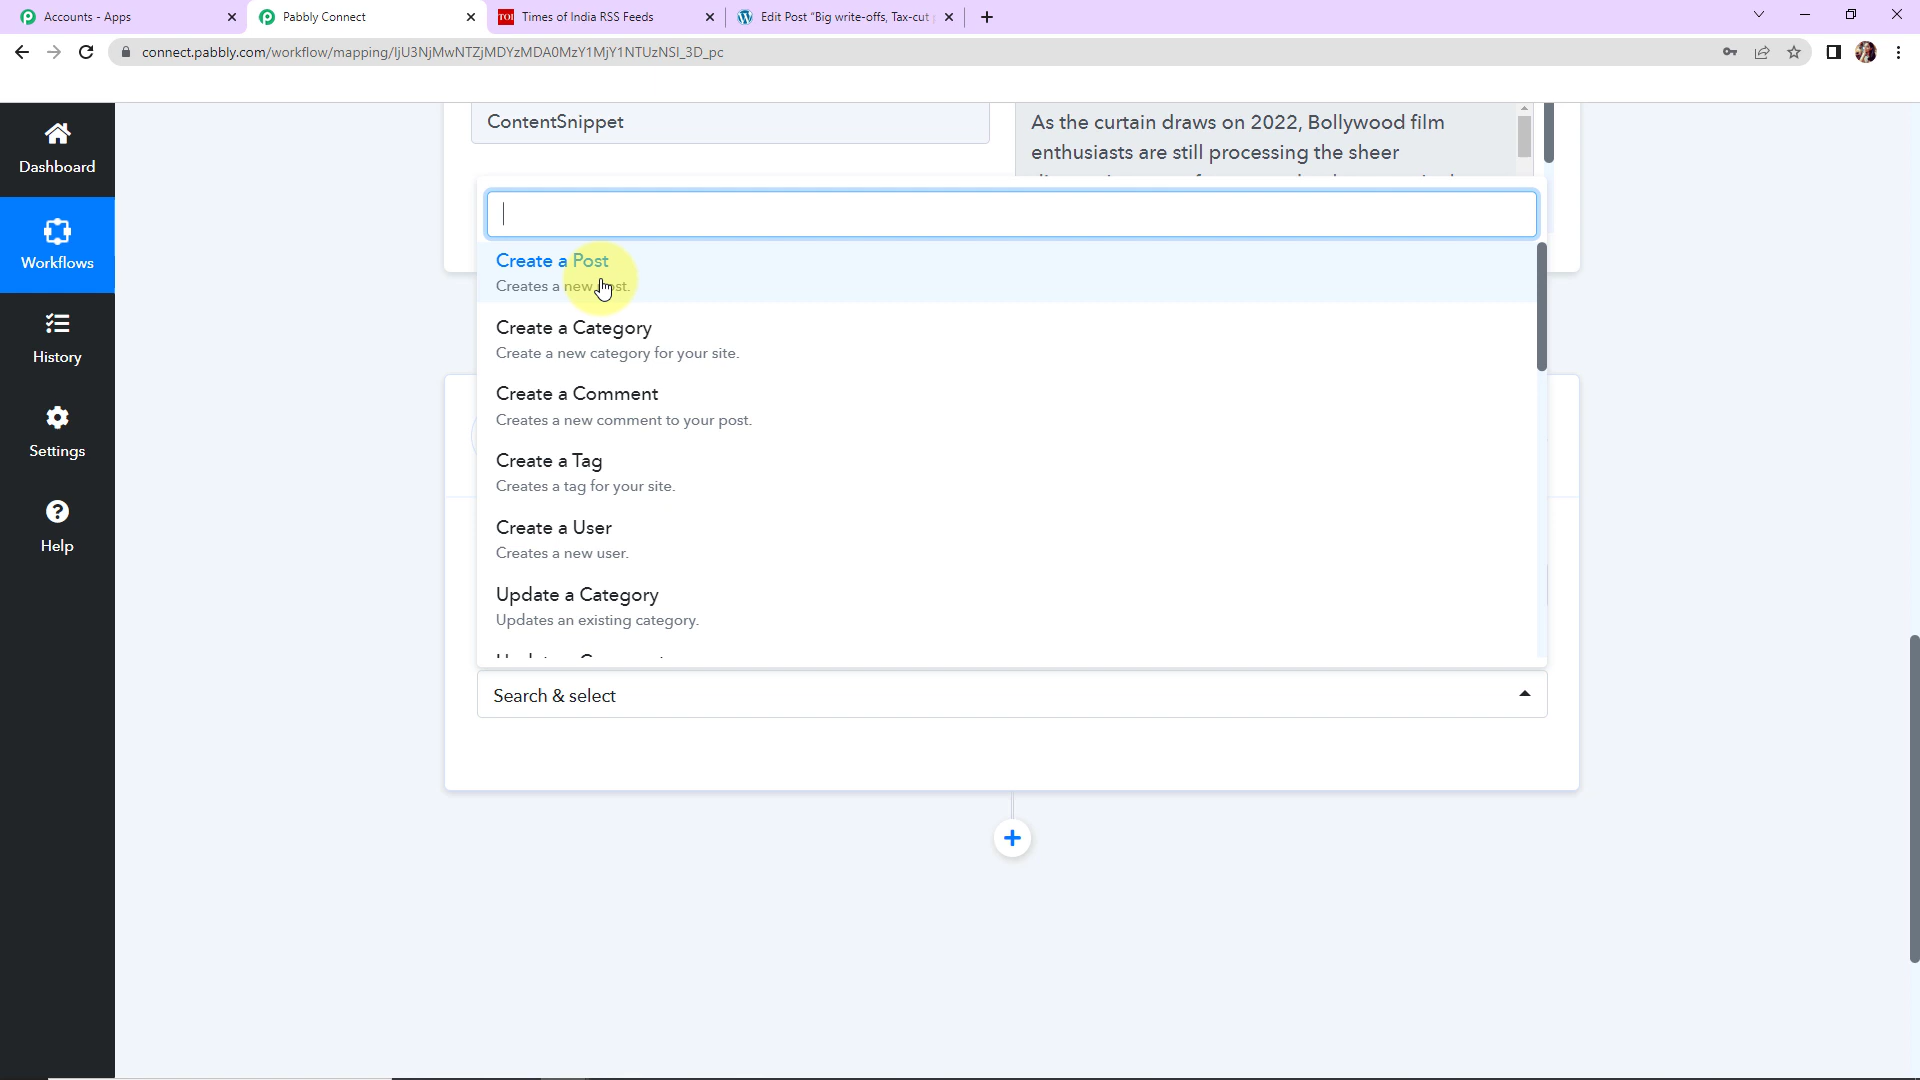 Accounts - Apps
Pabbly Connect
TOI Times of India RSS Feeds
Edit Post "Big write-offs, Tax-cut
connect.pabbly.com/workflow/mapping/IjU3NjMwNTZjMDYzMDA0MzY1MjY1NTUzNSI_3D_pc
Dashboard
Workflows
History
Settings
Help
ContentSnippet
As the curtain draws on 2022, Bollywood film
enthusiasts are still processing the sheer
Create a Post
Creates a new post.
Create a Category
Create a new category for your site.
Create a Comment
Creates a new comment to your post.
Create a Tag
Creates a tag for your site.
Create a User
Creates a new user.
Update a Category
Updates an existing category.
Search & select